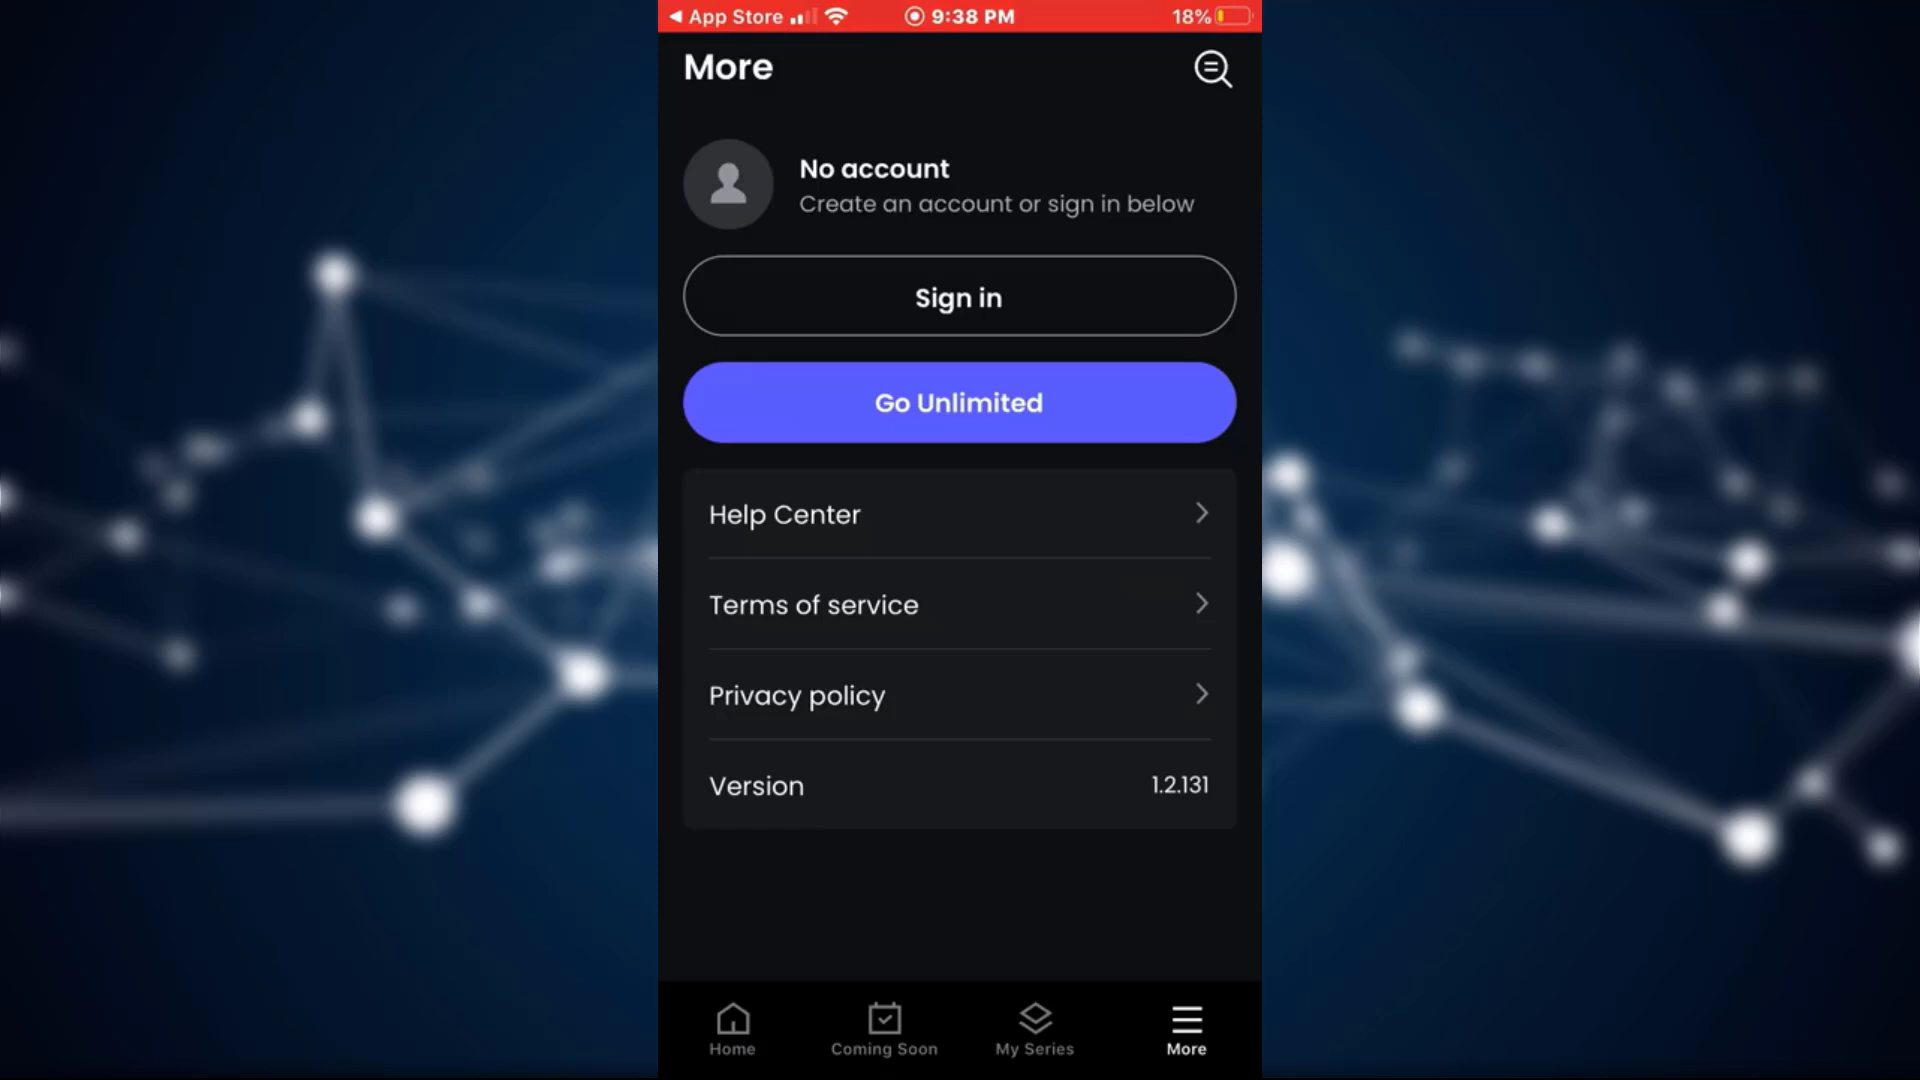 App Store 9:38 PM 18%
More
No account
Create an account or sign in below
Sign in
Go Unlimited
Help Center
Terms of service
Privacy policy
Version 1.2.131
Home Coming Soon My Series More